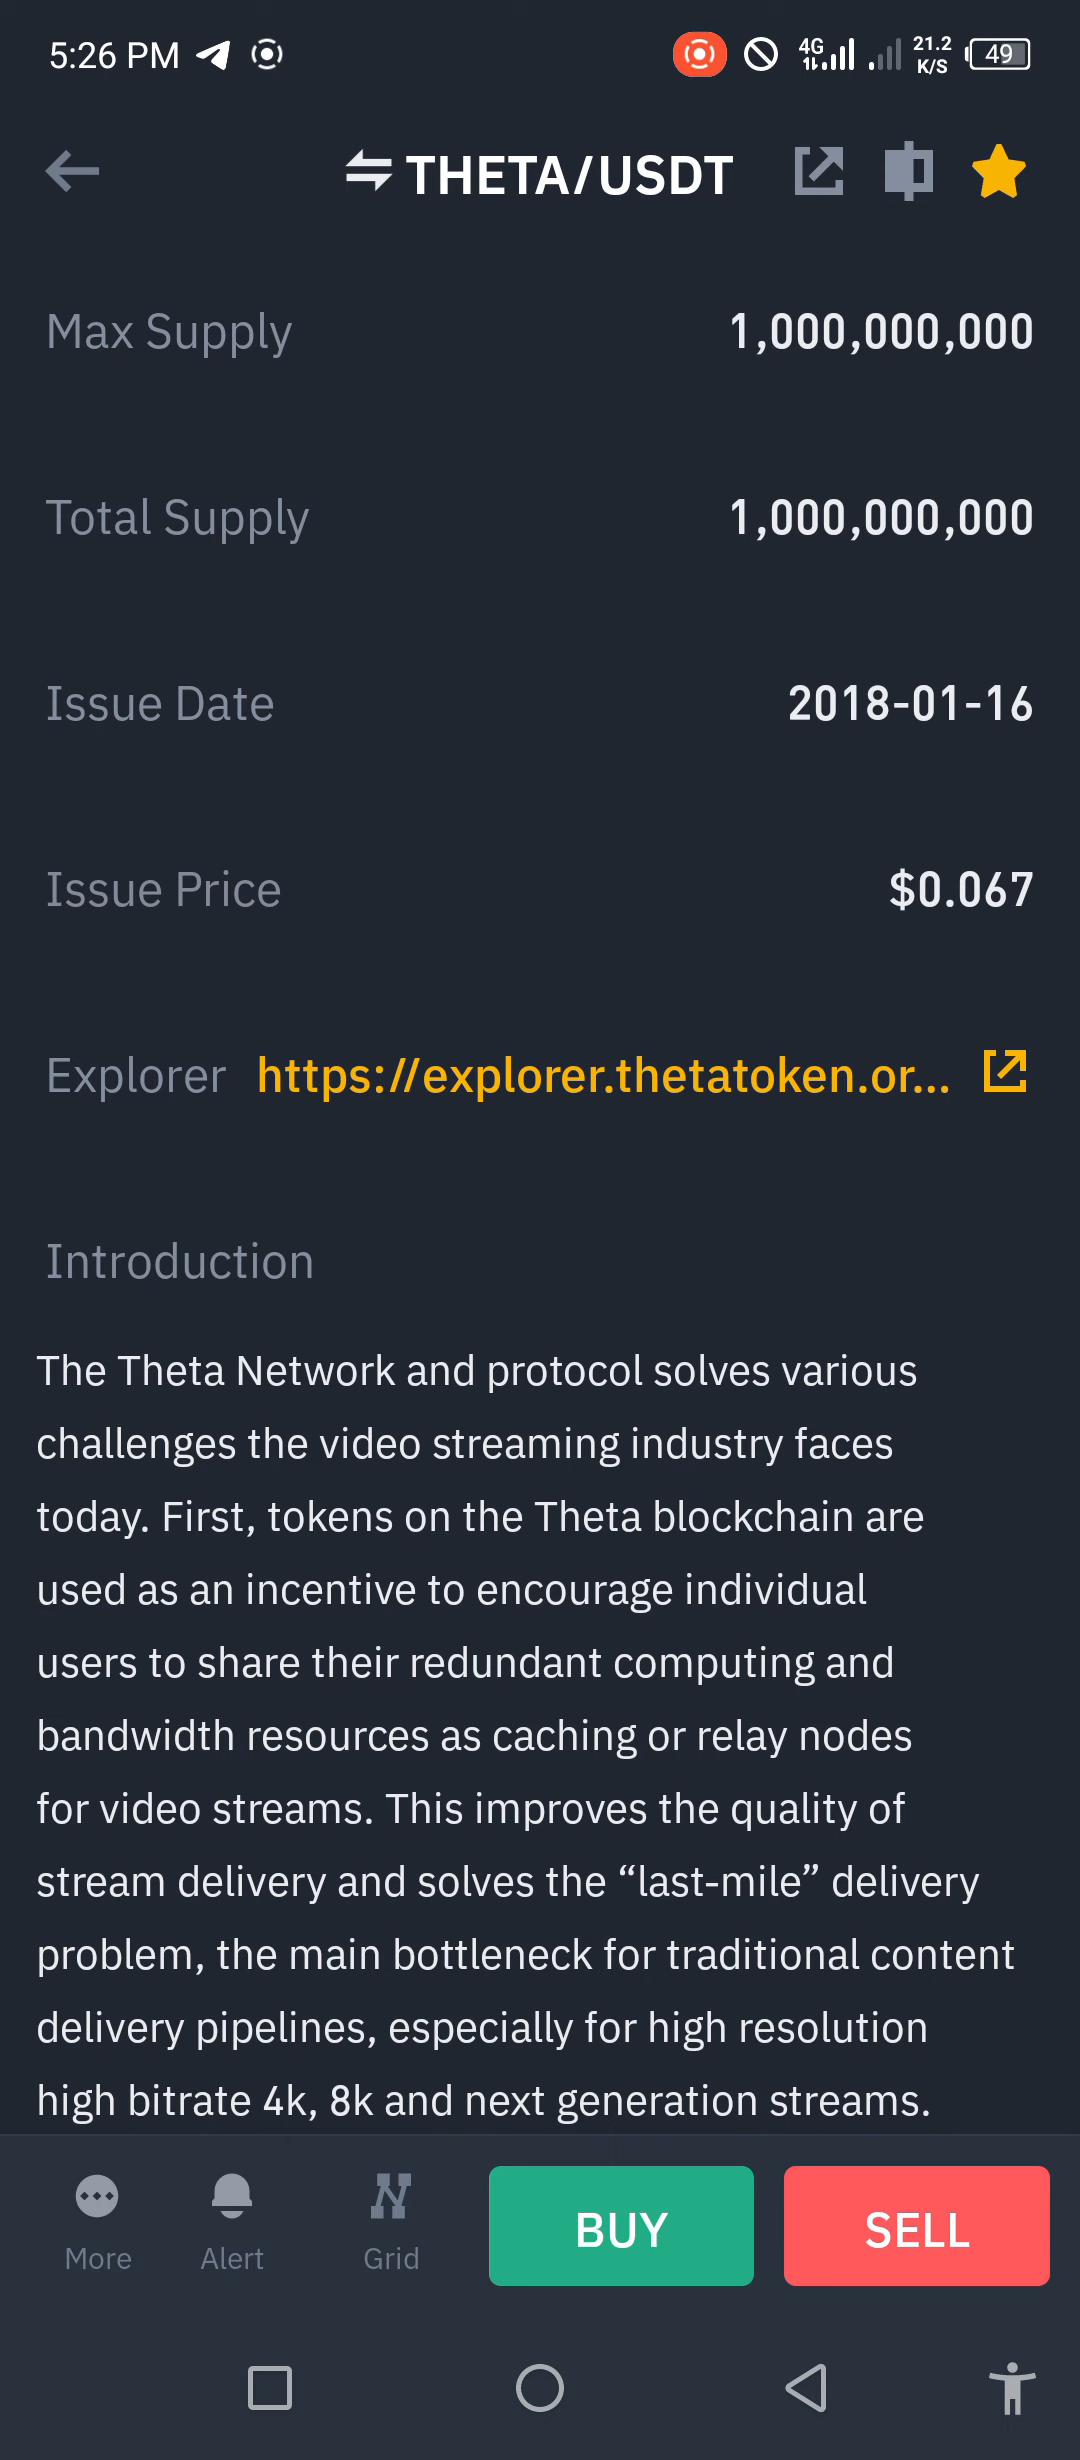 5:26 PM 4G 21.2 K/S 49
THETA/USDT
Max Supply 1,000,000,000
Total Supply 1,000,000,000
Issue Date 2018-01-16
Issue Price $0.067
Explorer https://explorer.thetatoken.or...
Introduction
The Theta Network and protocol solves various
challenges the video streaming industry faces
today. First, tokens on the Theta blockchain are
used as an incentive to encourage individual
users to share their redundant computing and
bandwidth resources as caching or relay nodes
for video streams. This improves the quality of
stream delivery and solves the “last-mile” delivery
problem, the main bottleneck for traditional content
delivery pipelines, especially for high resolution
high bitrate 4k, 8k and next generation streams.
More Alert Grid BUY SELL